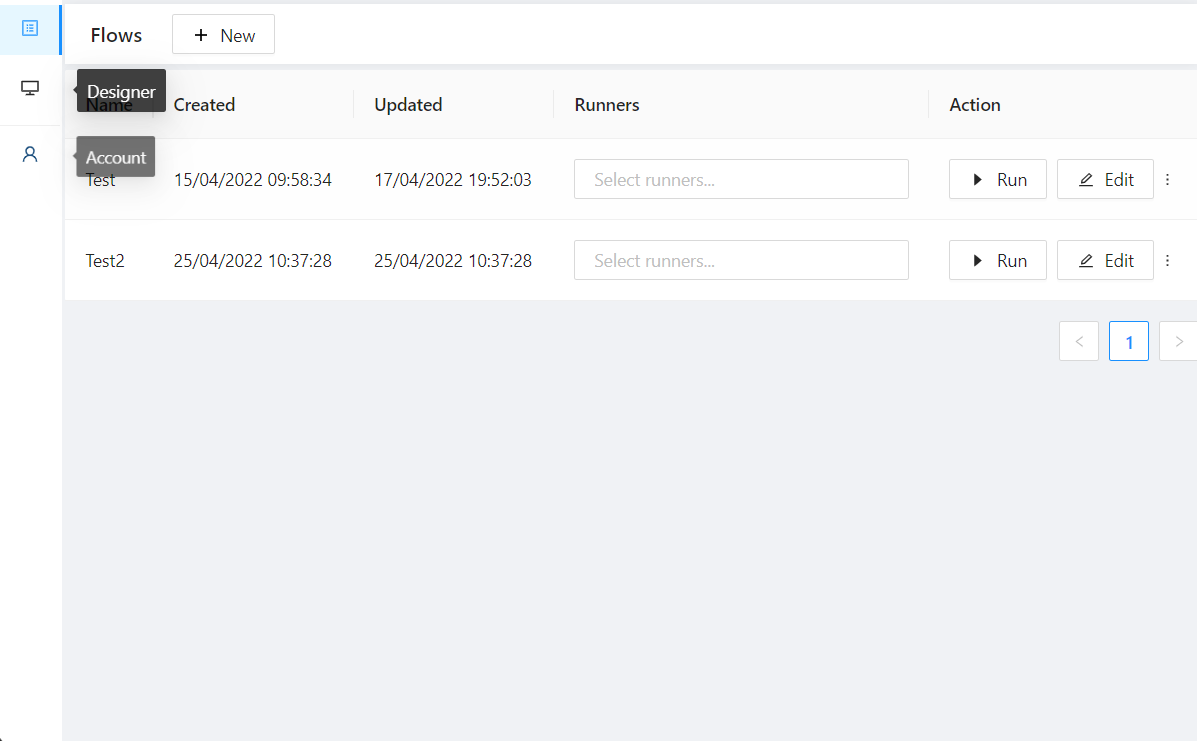 Flows + New
Designer
Name Created Updated Runners Action
Account
Test 15/04/2022 09:58:34 17/04/2022 19:52:03 Select runners... Run Edit
Test2 25/04/2022 10:37:28 25/04/2022 10:37:28 Select runners... Run Edit
< 1 >